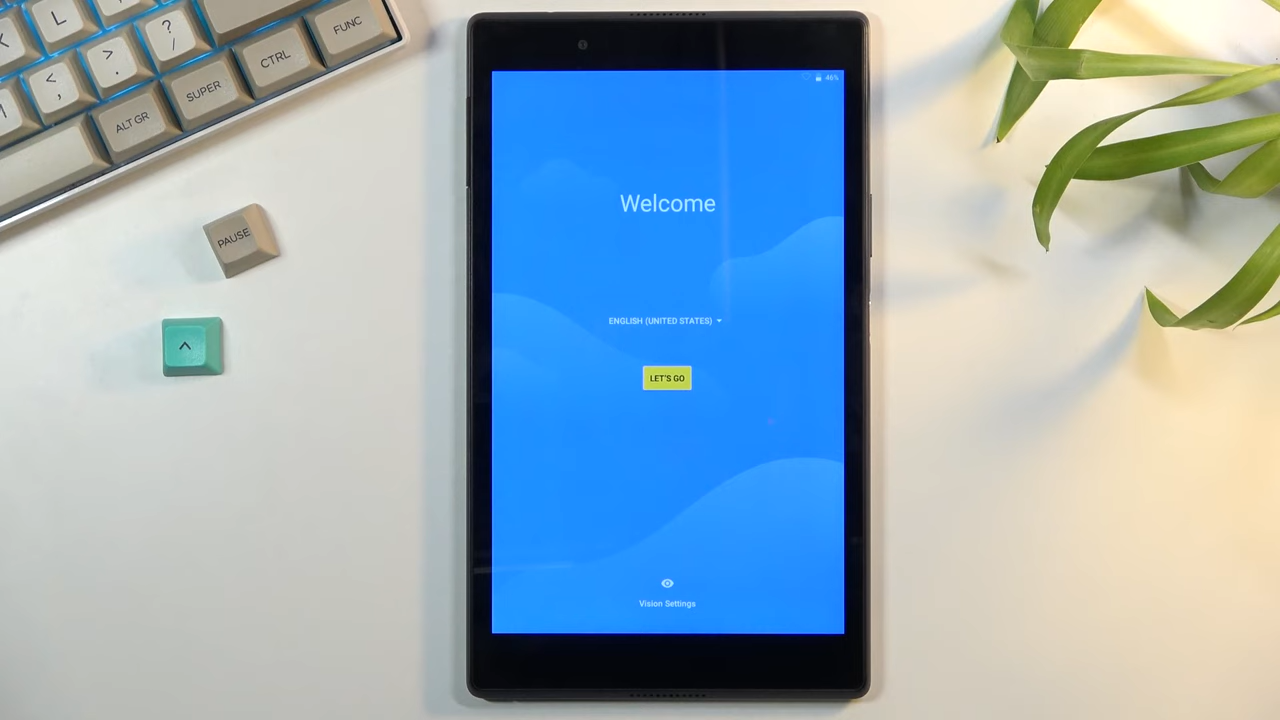 L
?
/
FUNC
>
.
CTRL
<
,
SUPER
ALT GR
PAUSE
^
46%
Welcome
ENGLISH (UNITED STATES)
LET'S GO
Vision Settings